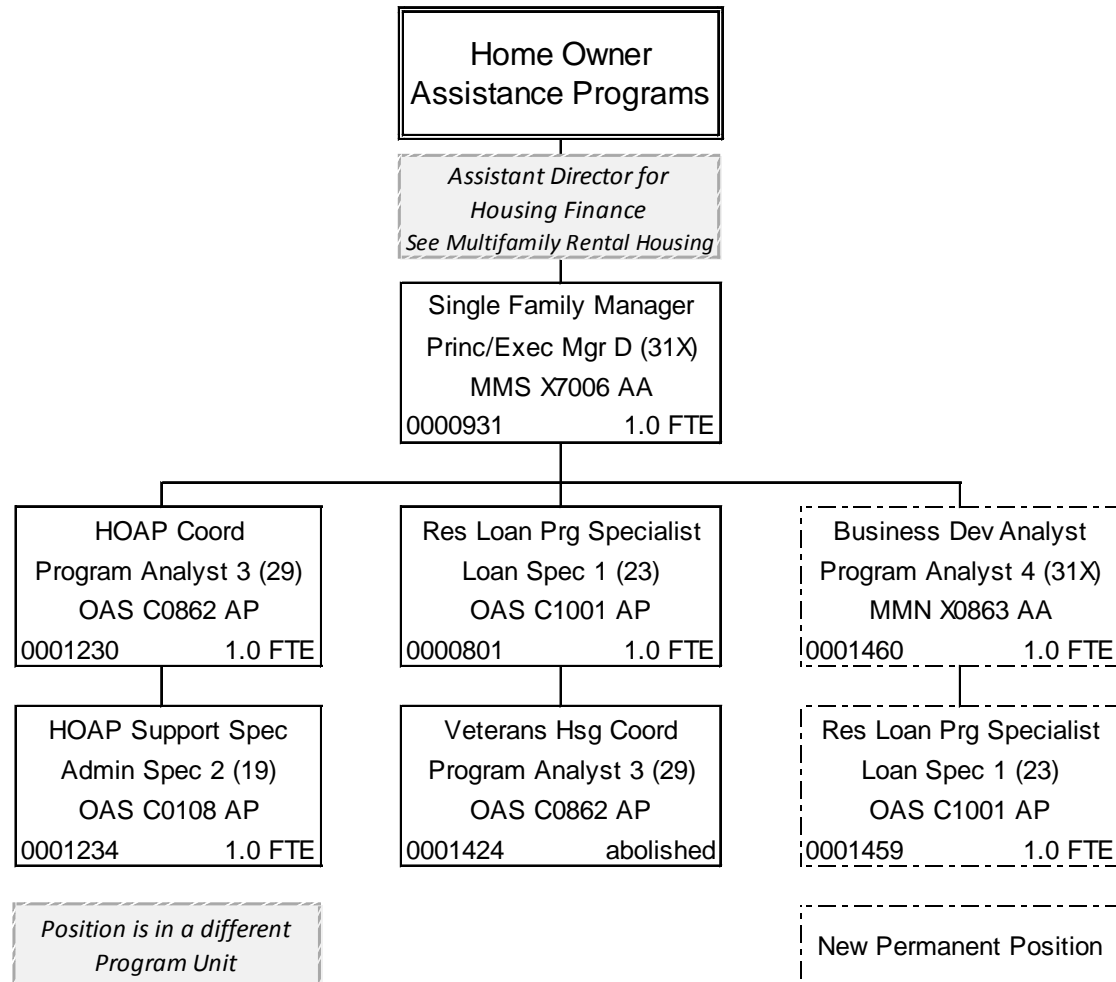 Home Owner
Assistance Programs
Assistant Director for
Housing Finance
See Multifamily Rental Housing
Single Family Manager
Princ/Exec Mgr D (31X)
MMS X7006 AA
0000931 1.0 FTE
HOAP Coord
Program Analyst 3 (29)
OAS C0862 AP
0001230 1.0 FTE
Res Loan Prg Specialist
Loan Spec 1 (23)
OAS C1001 AP
0000801 1.0 FTE
Business Dev Analyst
Program Analyst 4 (31X)
MMN X0863 AA
0001460 1.0 FTE
HOAP Support Spec
Admin Spec 2 (19)
OAS C0108 AP
0001234 1.0 FTE
Veterans Hsg Coord
Program Analyst 3 (29)
OAS C0862 AP
0001424 abolished
Res Loan Prg Specialist
Loan Spec 1 (23)
OAS C1001 AP
0001459 1.0 FTE
Position is in a different
Program Unit
New Permanent Position